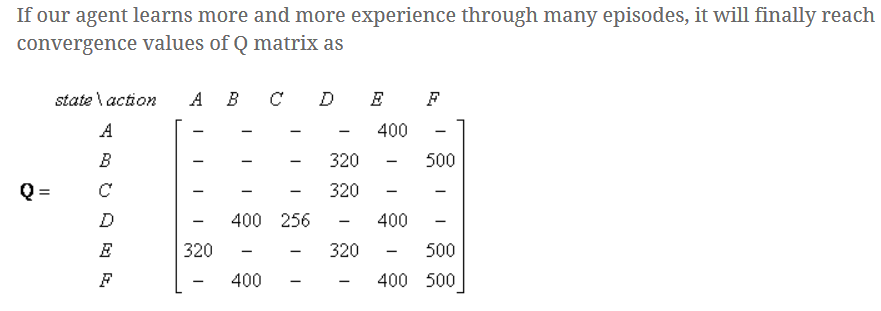 If our agent learns more and more experience through many episodes, it will finally reach
convergence values of Q matrix as
state \ action A B C D E F
A – – – – 400 –
B – – – 320 – 500
Q = C – – – 320 – –
D – 400 256 – 400 –
E 320 – – 320 – 500
F – 400 – – 400 500